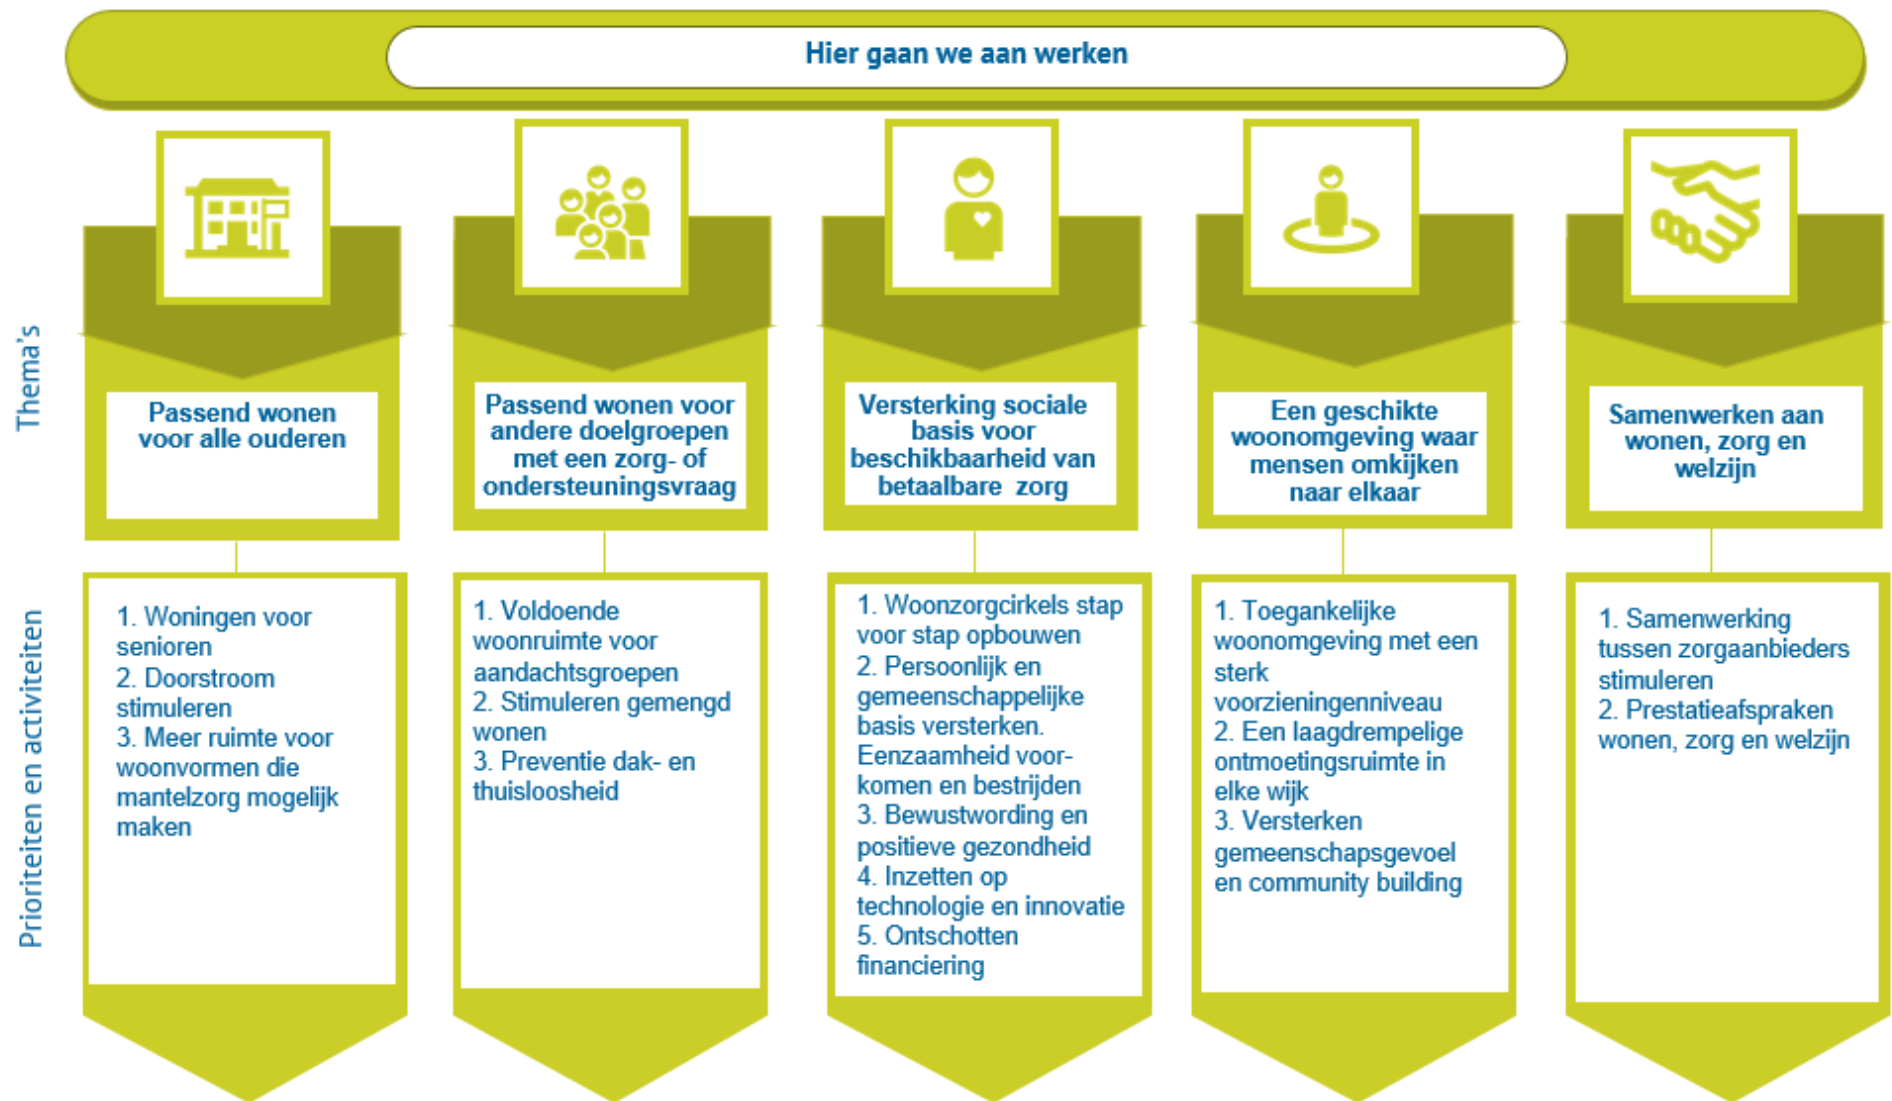 Hier gaan we aan werken
Thema's
Passend wonen
voor alle ouderen
Passend wonen voor
andere doelgroepen
met een zorg- of
ondersteuningsvraag
Versterking sociale
basis voor
beschikbaarheid van
betaalbare zorg
Een geschikte
woonomgeving waar
mensen omkijken
naar elkaar
Samenwerken aan
wonen, zorg en
welzijn
Prioriteiten en activiteiten
1. Woningen voor
senioren
2. Doorstroom
stimuleren
3. Meer ruimte voor
woonvormen die
mantelzorg mogelijk
maken
1. Voldoende
woonruimte voor
aandachtsgroepen
2. Stimuleren gemengd
wonen
3. Preventie dak- en
thuisloosheid
1. Woonzorgcirkels stap
voor stap opbouwen
2. Persoonlijk en
gemeenschappelijke
basis versterken.
Eenzaamheid voor-
komen en bestrijden
3. Bewustwording en
positieve gezondheid
4. Inzetten op
technologie en innovatie
5. Ontschotten
financiering
1. Toegankelijke
woonomgeving met een
sterk
voorzieningenniveau
2. Een laagdrempelige
ontmoetingsruimte in
elke wijk
3. Versterken
gemeenschapsgevoel
en community building
1. Samenwerking
tussen zorgaanbieders
stimuleren
2. Prestatieafspraken
wonen, zorg en welzijn